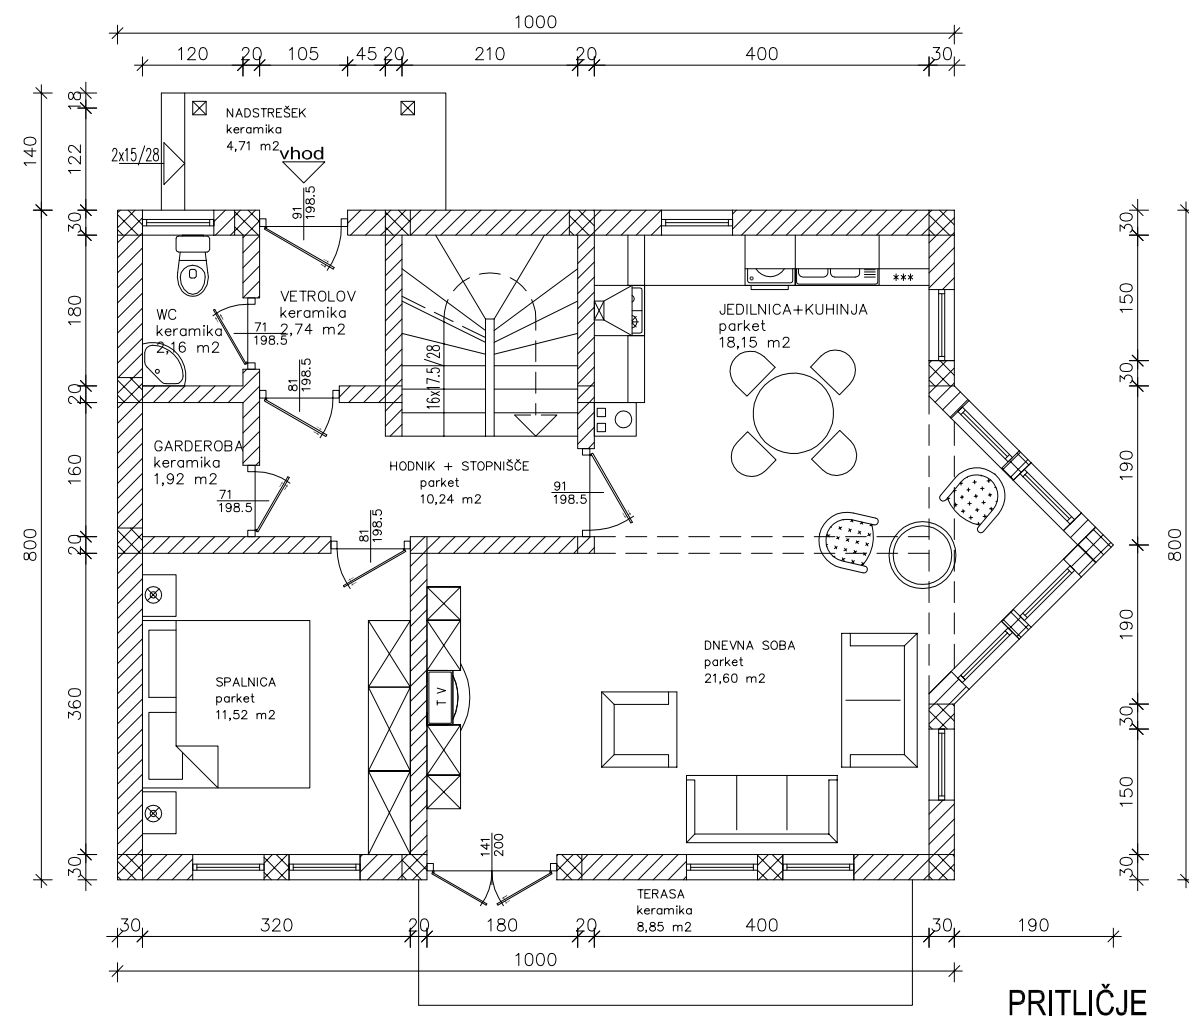 1000
120 20 105 45 20 210 20 400 30
18
140
122
2x15/28
NADSTREŠEK
keramika
4,71 m2
vhod
91
198.5
30
30
WC
keramika
2,16 m2
71
198.5
VETROLOV
keramika
2,74 m2
81
198.5
16x17.5/28
JEDILNICA+KUHINJA
parket
18,15 m2
***
180
150
30
20
GARDEROBA
keramika
1,92 m2
71
198.5
HODNIK + STOPNIŠČE
parket
10,24 m2
91
198.5
81
198.5
160
190
800
20
800
SPALNICA
parket
11,52 m2
TV
DNEVNA SOBA
parket
21,60 m2
360
190
30
150
141
200
30
30
TERASA
keramika
8,85 m2
30 320 20 180 20 400 30 190
1000
PRITLIČJE